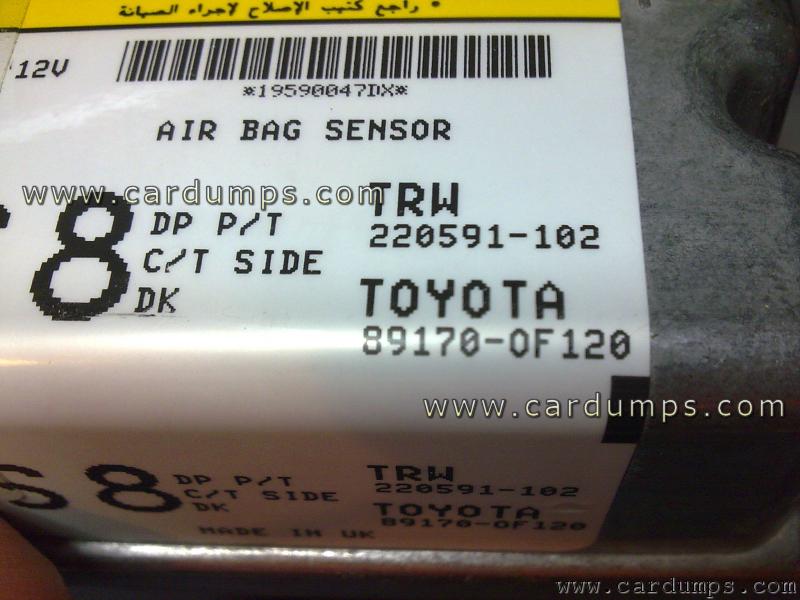 • راجع كتيب الإصلاح لاجراء الصيانة
12V
*19590047DX*
AIR BAG SENSOR
www.cardumps.com
8
DP P/T
C/T SIDE
DK
TRW
220591-102
TOYOTA
89170-0F120
www.cardumps.com
S8
DP P/T
C/T SIDE
DK
TRW
220591-102
TOYOTA
89170-0F120
MADE IN UK
www.cardumps.com